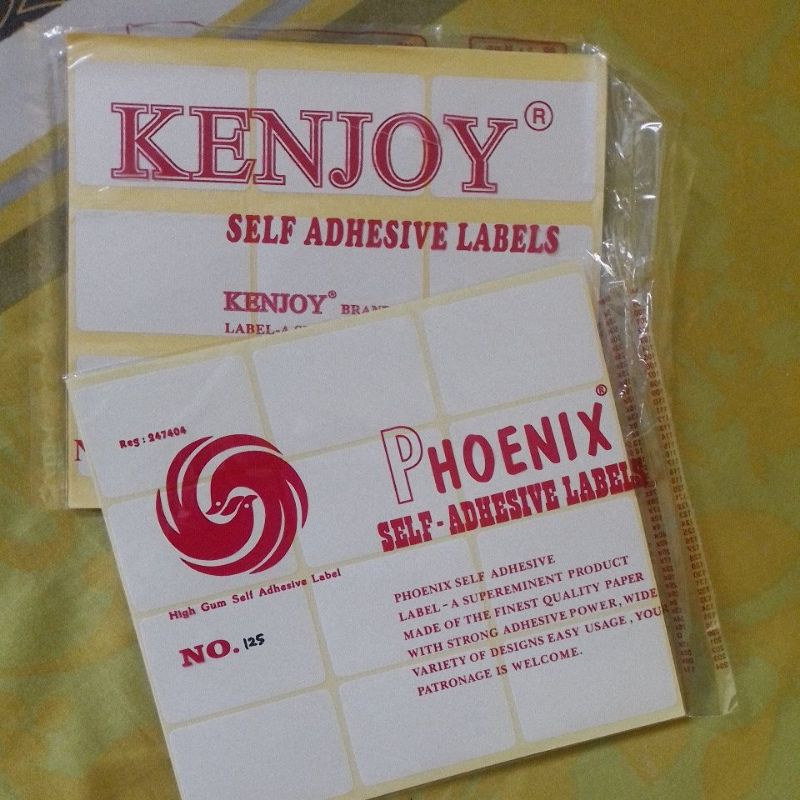 KENJOY®
SELF ADHESIVE LABELS
KENJOY® BRAND
LABEL-A
Reg : 247404
PHOENIX®
SELF-ADHESIVE LABELS
High Gum Self Adhesive Label
NO. 125
PHOENIX SELF ADHESIVE
LABEL - A SUPEREMINENT PRODUCT
MADE OF THE FINEST QUALITY PAPER
WITH STRONG ADHESIVE POWER, WIDE
VARIETY OF DESIGNS EASY USAGE , YOUR
PATRONAGE IS WELCOME.